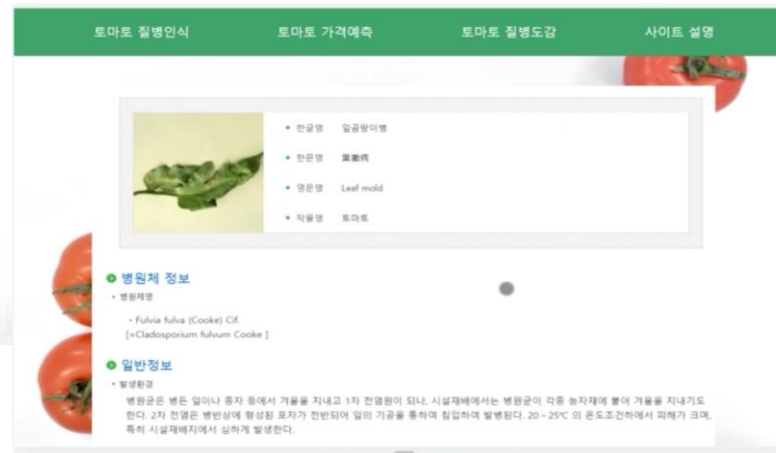 토마토 질병인식 토마토 가격예측 토마토 질병도감 사이트 설명
한글명 잎곰팡이병
한문명 葉黴病
영문명 Leaf mold
작물명 토마토
병원체 정보
• 병원체명
- Fulvia fulva (Cooke) Cif.
[=Cladosporium fulvum Cooke ]
일반정보
• 발생환경
병원균은 병든 잎이나 종자 등에서 겨울을 지내고 1차 전염원이 되나, 시설재배에서는 병원균이 각종 농자재에 붙어 겨울을 지내기도
한다. 2차 전염은 병반상에 형성된 포자가 전반되어 잎의 기공을 통하여 침입하여 발병된다. 20 – 25℃ 의 온도조건하에서 피해가 크며,
특히 시설재배지에서 심하게 발생한다.